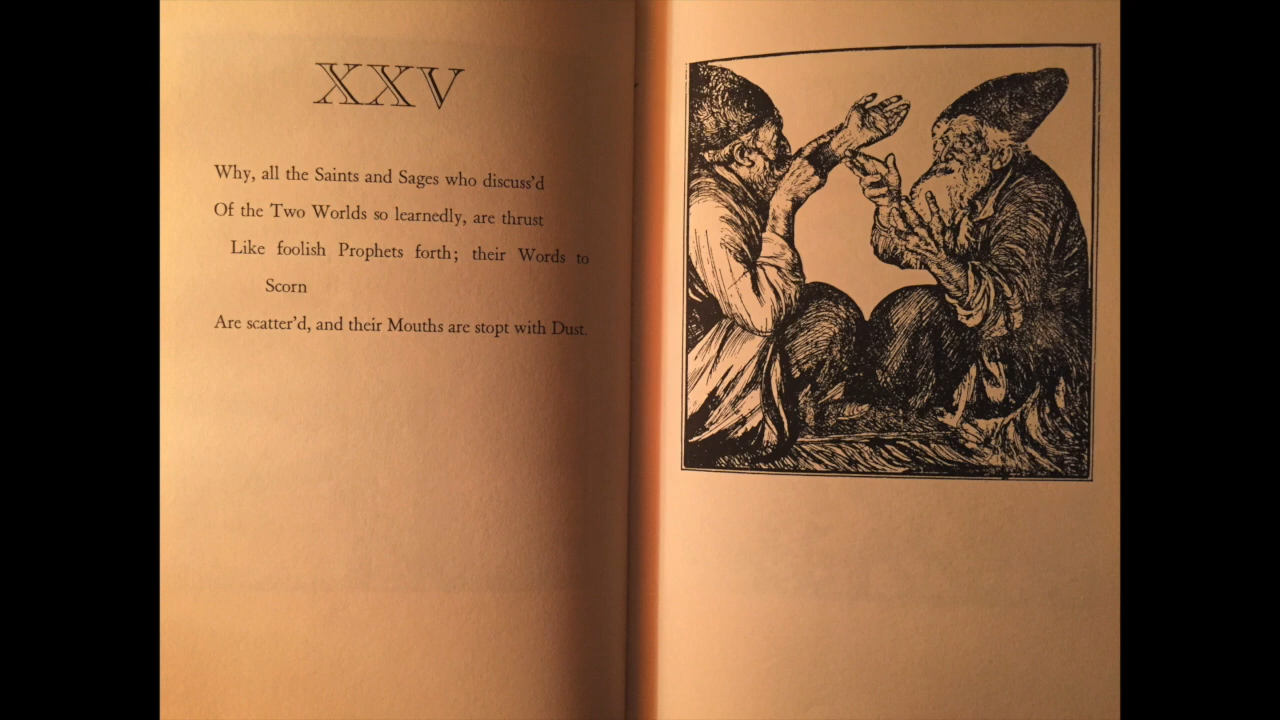 XXV
Why, all the Saints and Sages who discuss'd
Of the Two Worlds so learnedly, are thrust
Like foolish Prophets forth; their Words to
Scorn
Are scatter'd, and their Mouths are stopt with Dust.